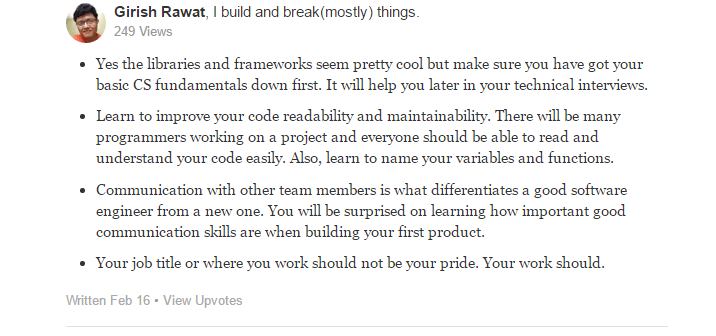 Girish Rawat, I build and break(mostly) things.
249 Views
• Yes the libraries and frameworks seem pretty cool but make sure you have got your
basic CS fundamentals down first. It will help you later in your technical interviews.
• Learn to improve your code readability and maintainability. There will be many
programmers working on a project and everyone should be able to read and
understand your code easily. Also, learn to name your variables and functions.
• Communication with other team members is what differentiates a good software
engineer from a new one. You will be surprised on learning how important good
communication skills are when building your first product.
• Your job title or where you work should not be your pride. Your work should.
Written Feb 16 • View Upvotes